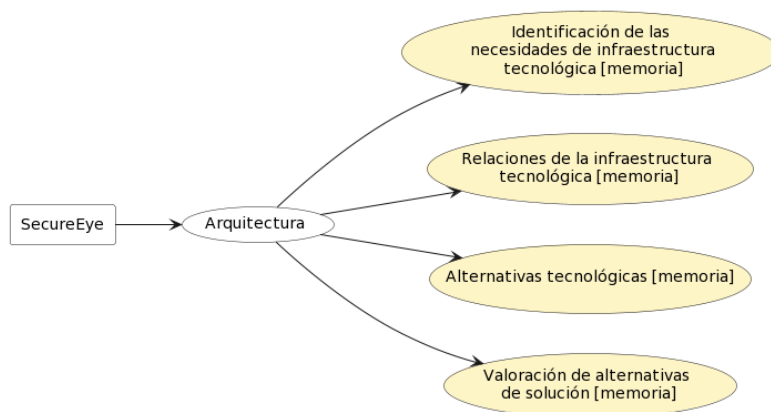 Identificación de las
necesidades de infraestructura
tecnológica [memoria]
Relaciones de la infraestructura
tecnológica [memoria]
SecureEye
Arquitectura
Alternativas tecnológicas [memoria]
Valoración de alternativas
de solución [memoria]